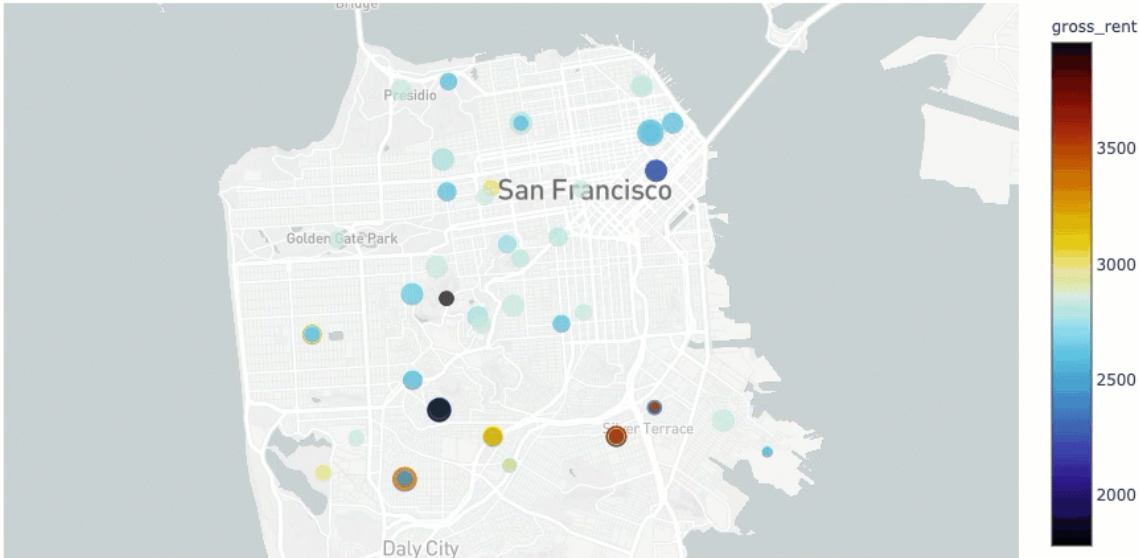 Bridge
gross_rent
Presidio
3500
San Francisco
Golden Gate Park
3000
2500
Silver Terrace
2000
Daly City